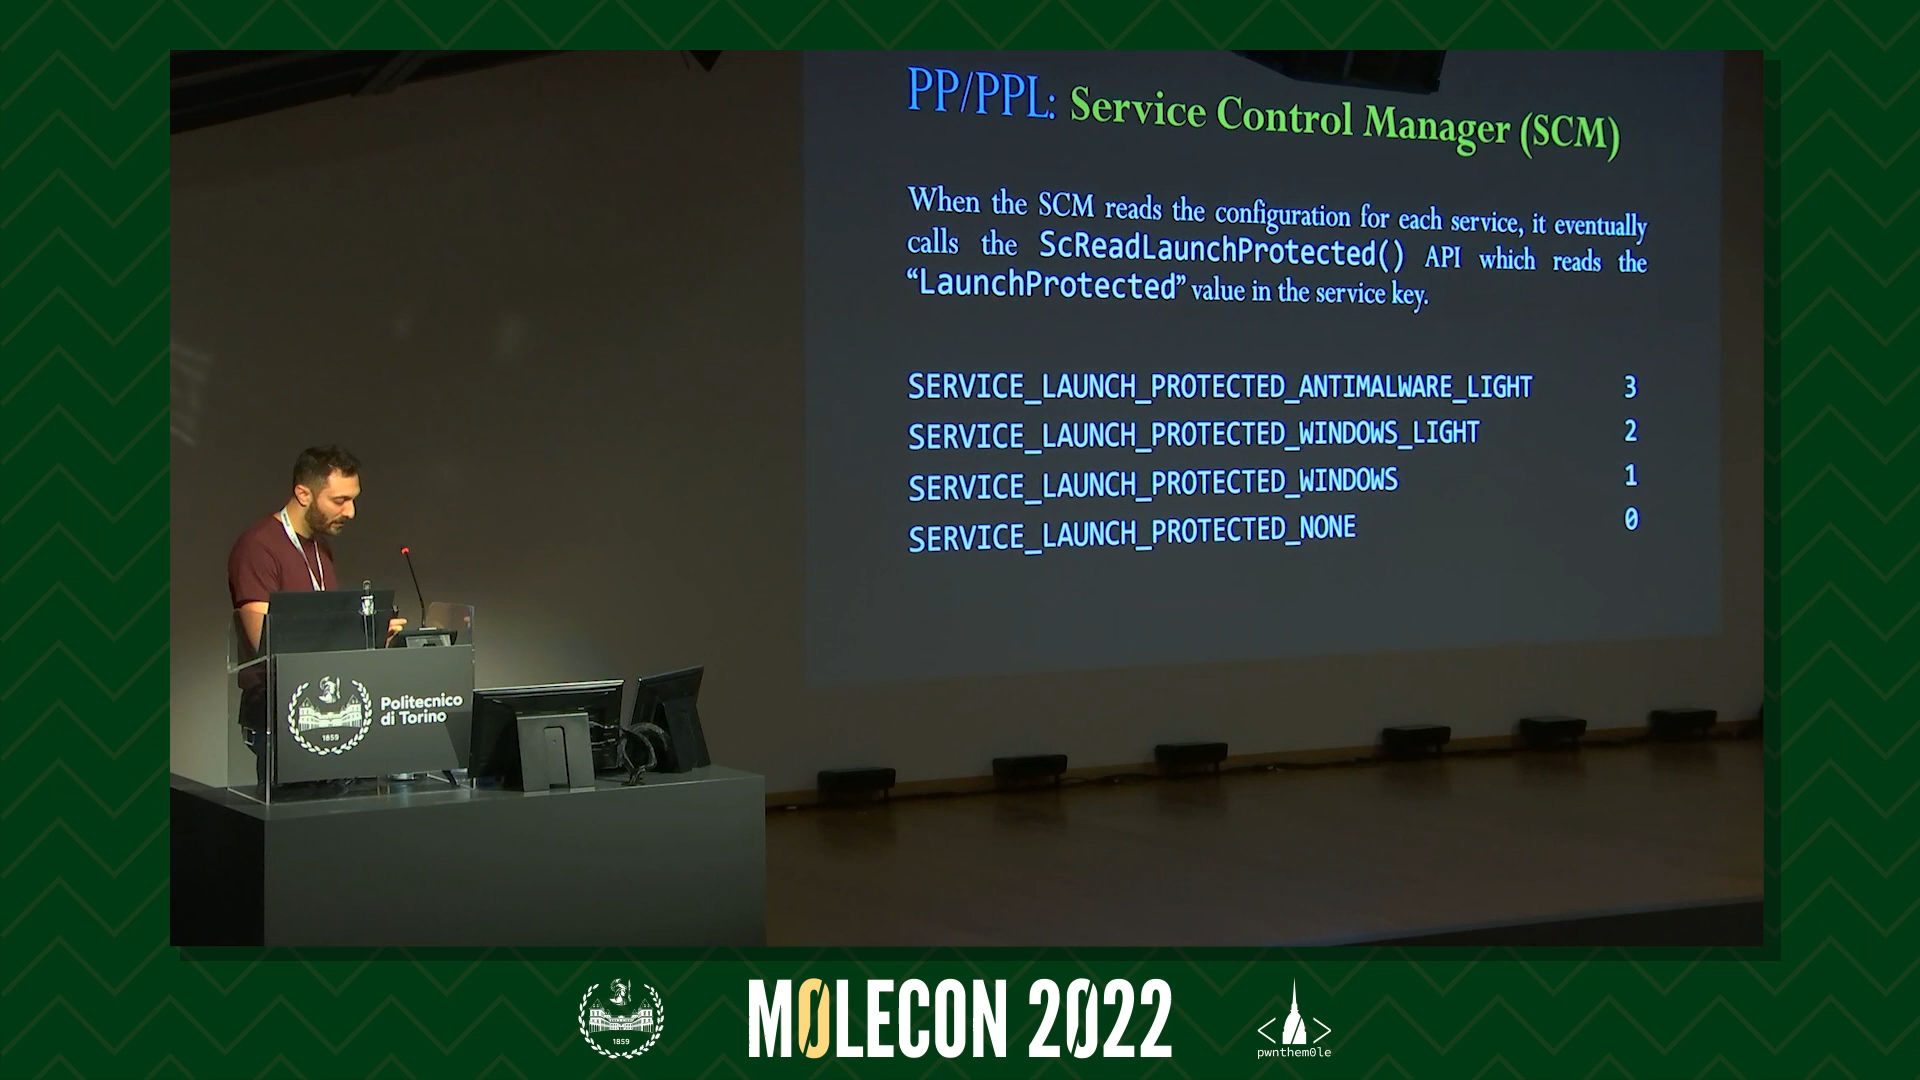 PP/PPL: Service Control Manager (SCM)
When the SCM reads the configuration for each service, it eventually
calls the ScReadLaunchProtected() API which reads the
“LaunchProtected” value in the service key.
SERVICE_LAUNCH_PROTECTED_ANTIMALWARE_LIGHT 3
SERVICE_LAUNCH_PROTECTED_WINDOWS_LIGHT 2
SERVICE_LAUNCH_PROTECTED_WINDOWS 1
SERVICE_LAUNCH_PROTECTED_NONE 0
Politecnico
di Torino
1859
1859
M0LECON 2022
pwnthem0le